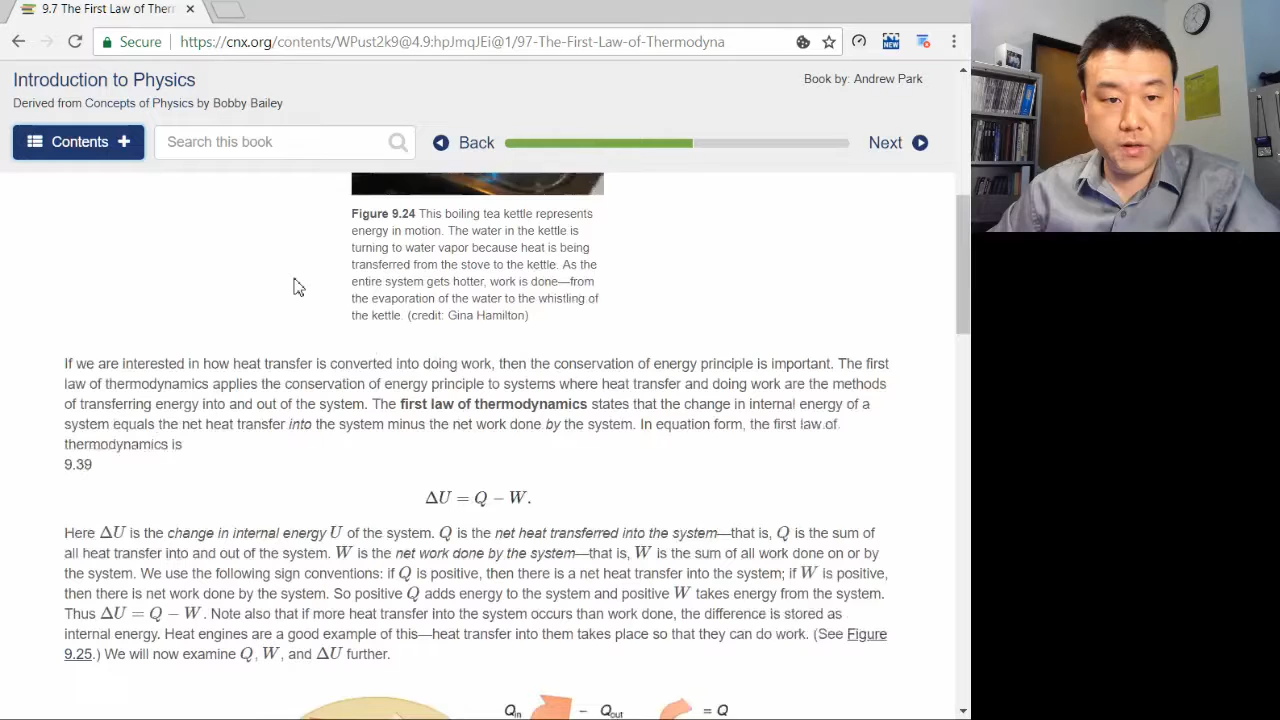 9.7 The First Law of Ther
Secure
https://cnx.org/contents/WPust2k9@4.9:hpJmqJEi@1/97-The-First-Law-of-Thermodyna
NEW
Introduction to Physics
Book by: Andrew Park
Derived from Concepts of Physics by Bobby Bailey
Contents +
Search this book
Back
Next
Figure 9.24 This boiling tea kettle represents
energy in motion. The water in the kettle is
turning to water vapor because heat is being
transferred from the stove to the kettle. As the
entire system gets hotter, work is done—from
the evaporation of the water to the whistling of
the kettle. (credit: Gina Hamilton)
If we are interested in how heat transfer is converted into doing work, then the conservation of energy principle is important. The first
law of thermodynamics applies the conservation of energy principle to systems where heat transfer and doing work are the methods
of transferring energy into and out of the system. The first law of thermodynamics states that the change in internal energy of a
system equals the net heat transfer into the system minus the net work done by the system. In equation form, the first law of
thermodynamics is
9.39
ΔU = Q − W.
Here ΔU is the change in internal energy U of the system. Q is the net heat transferred into the system—that is, Q is the sum of
all heat transfer into and out of the system. W is the net work done by the system—that is, W is the sum of all work done on or by
the system. We use the following sign conventions: if Q is positive, then there is a net heat transfer into the system; if W is positive,
then there is net work done by the system. So positive Q adds energy to the system and positive W takes energy from the system.
Thus ΔU = Q − W. Note also that if more heat transfer into the system occurs than work done, the difference is stored as
internal energy. Heat engines are a good example of this—heat transfer into them takes place so that they can do work. (See Figure
9.25.) We will now examine Q, W, and ΔU further.
Qin − Qout = Q